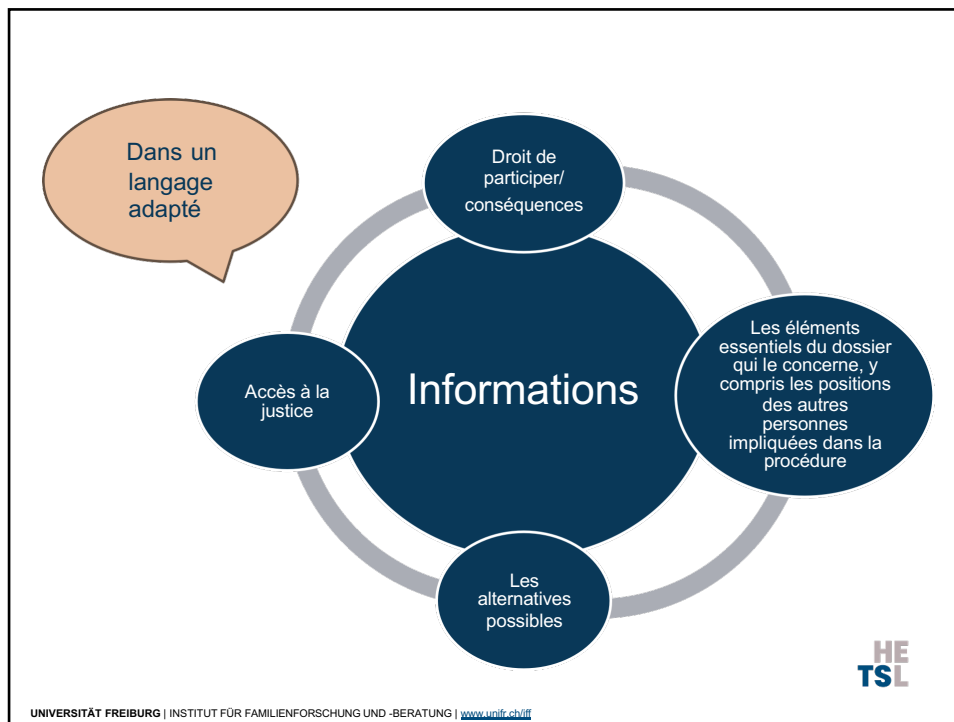 Dans un
langage
adapté
Droit de
participer/
conséquences
Informations
Les éléments
essentiels du dossier
qui le concerne, y
compris les positions
des autres
personnes
impliquées dans la
procédure
Accès à la
justice
Les
alternatives
possibles
HE
TSL
UNIVERSITÄT FREIBURG | INSTITUT FÜR FAMILIENFORSCHUNG UND -BERATUNG | www.unifr.ch/iff